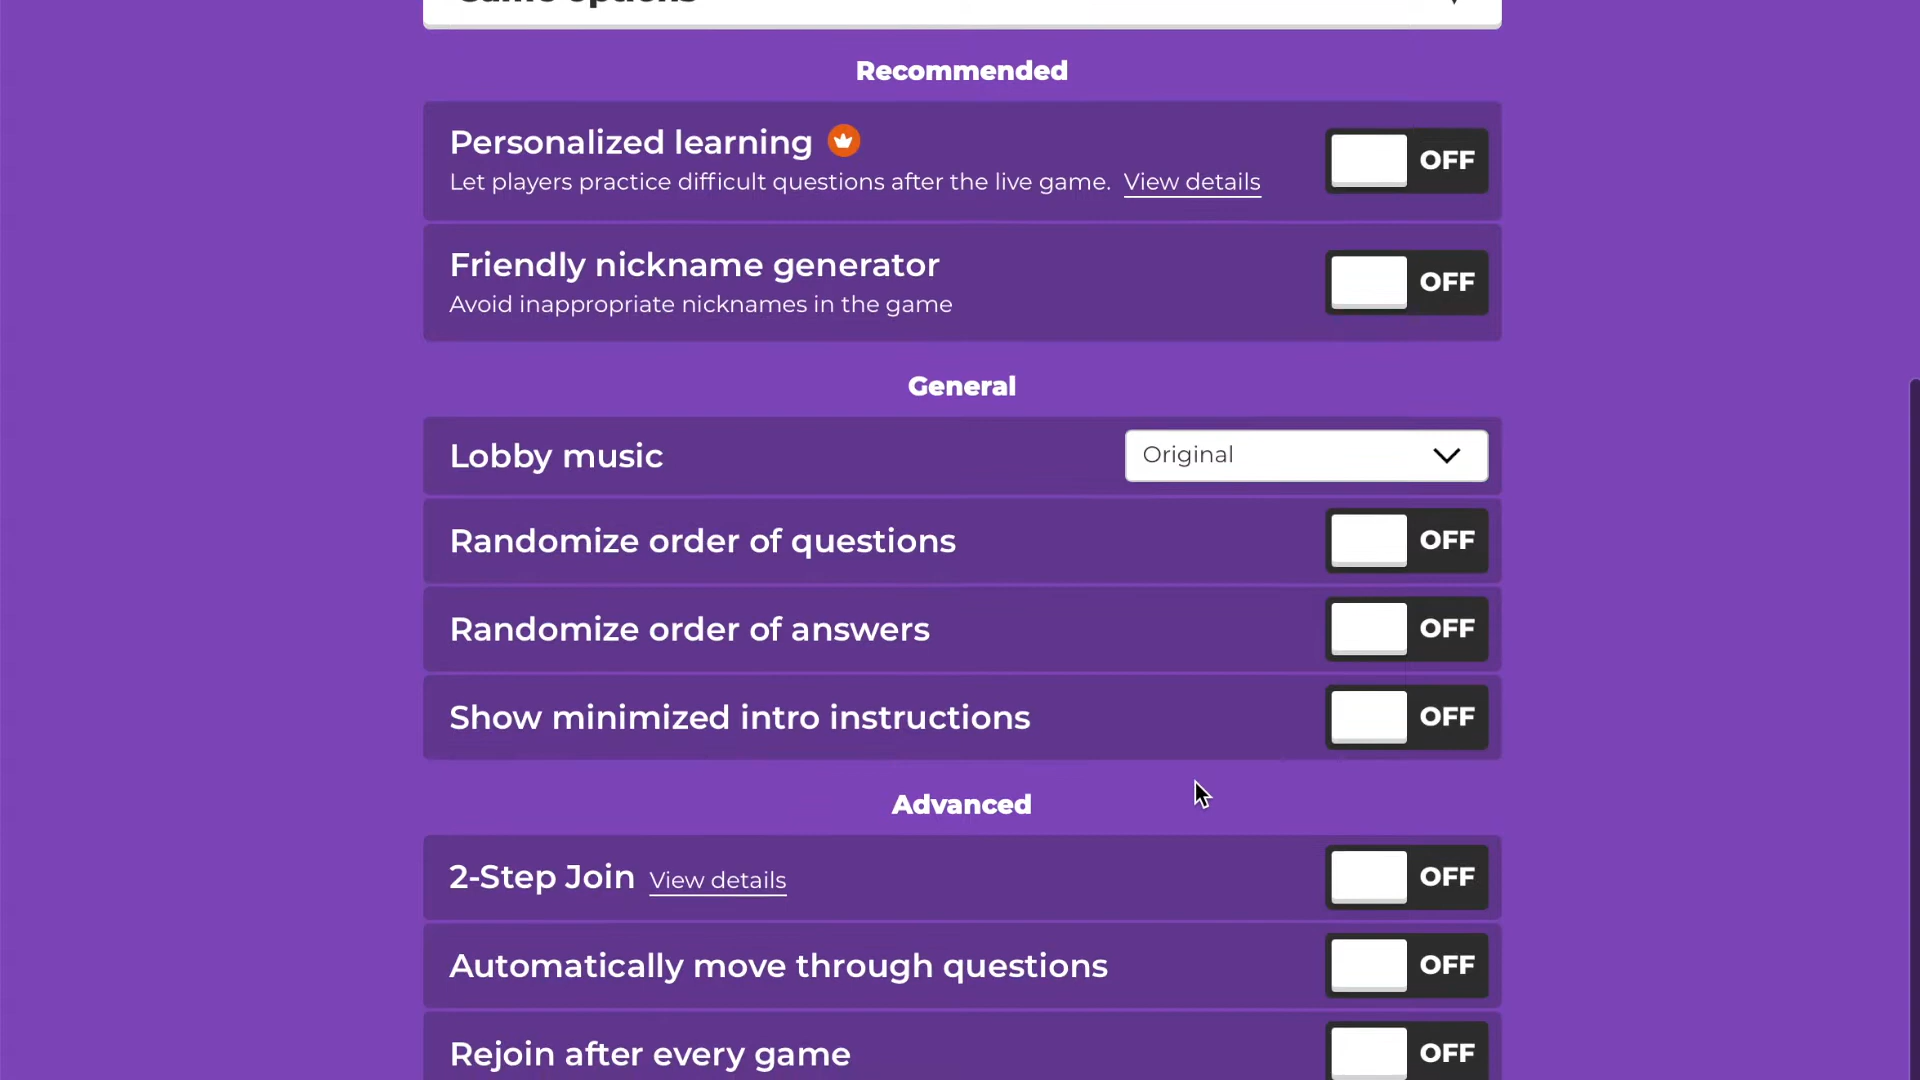 Game options
Recommended
Personalized learning
OFF
Let players practice difficult questions after the live game. View details
Friendly nickname generator
OFF
Avoid inappropriate nicknames in the game
General
Lobby music
Original
Randomize order of questions
OFF
Randomize order of answers
OFF
Show minimized intro instructions
OFF
Advanced
2-Step Join View details
OFF
Automatically move through questions
OFF
Rejoin after every game
OFF